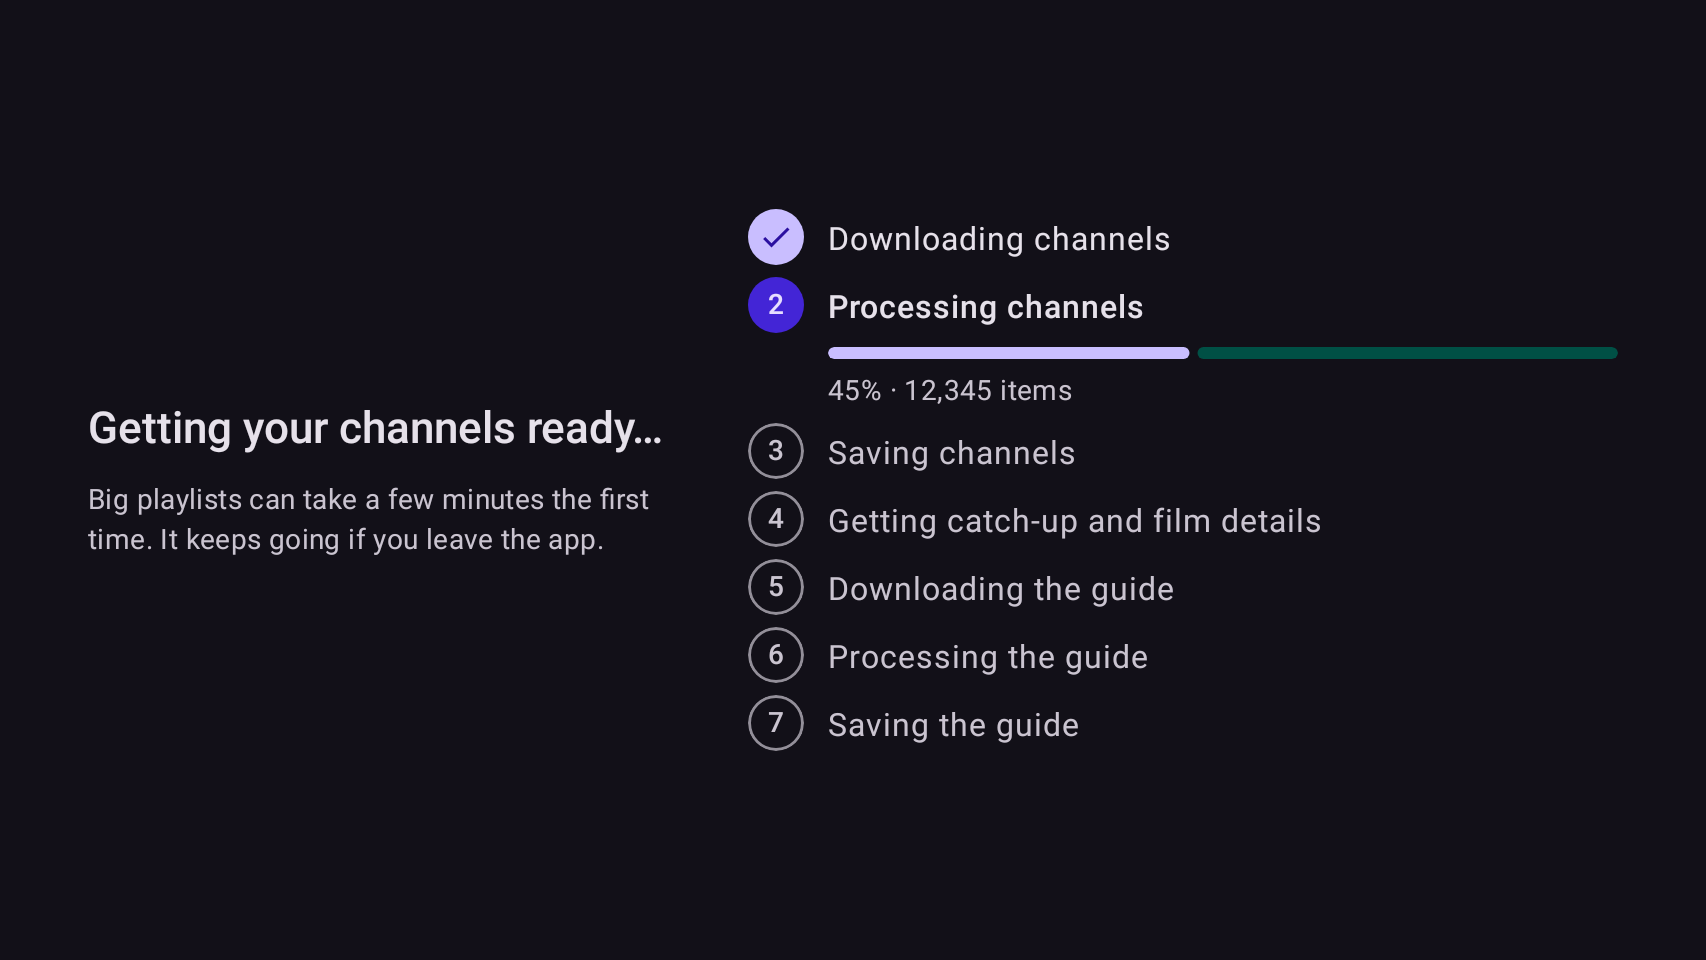 Getting your channels ready…
Big playlists can take a few minutes the first
time. It keeps going if you leave the app.
Downloading channels
2 Processing channels
45% · 12,345 items
3 Saving channels
4 Getting catch-up and film details
5 Downloading the guide
6 Processing the guide
7 Saving the guide